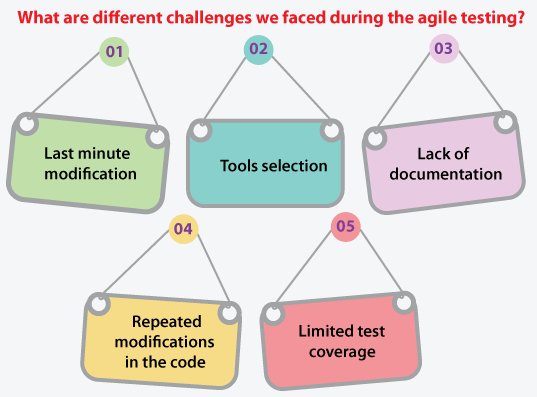 What are different challenges we faced during the agile testing?
01
Last minute
modification
02
Tools selection
03
Lack of
documentation
04
Repeated
modifications
in the code
05
Limited test
coverage